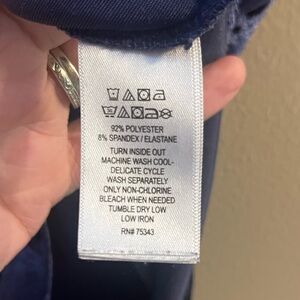 92% POLYESTER
8% SPANDEX / ELASTANE
TURN INSIDE OUT
MACHINE WASH COOL-
DELICATE CYCLE
WASH SEPARATELY
ONLY NON-CHLORINE
BLEACH WHEN NEEDED
TUMBLE DRY LOW
LOW IRON
RN# 75343